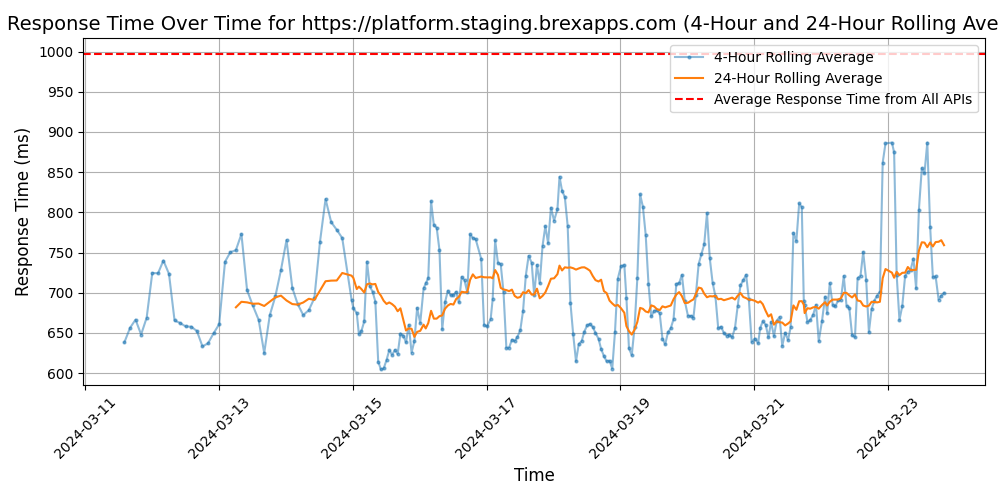 Response Time Over Time for https://platform.staging.brexapps.com (4-Hour and 24-Hour Rolling Ave
4-Hour Rolling Average
24-Hour Rolling Average
Average Response Time from All APIs
Response Time (ms)
1000
950
900
850
800
750
700
650
600
2024-03-11
2024-03-13
2024-03-15
2024-03-17
2024-03-19
2024-03-21
2024-03-23
Time